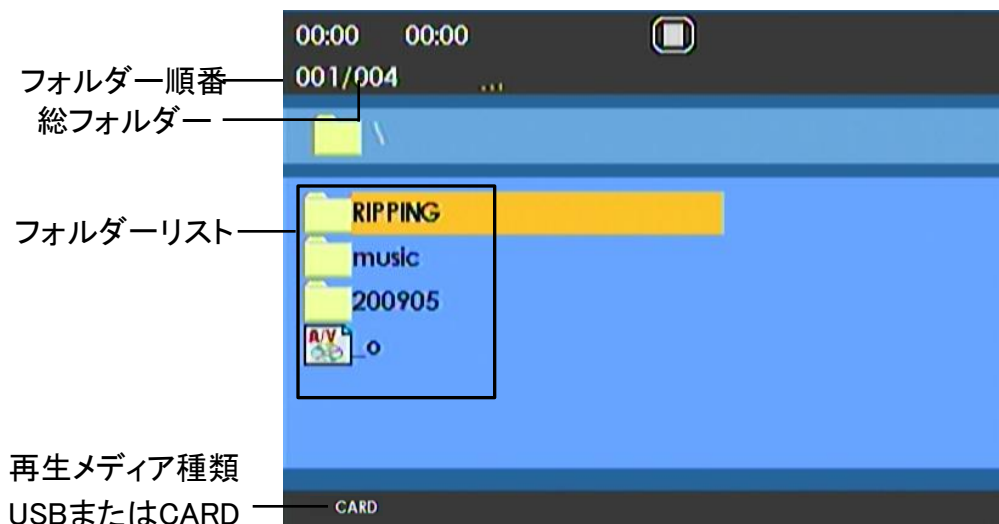 00:00 00:00
フォルダー順番
001/004 ...
総フォルダー
\
RIPPING
フォルダーリスト
music
200905
A/V _o
再生メディア種類
USBまたはCARD
CARD